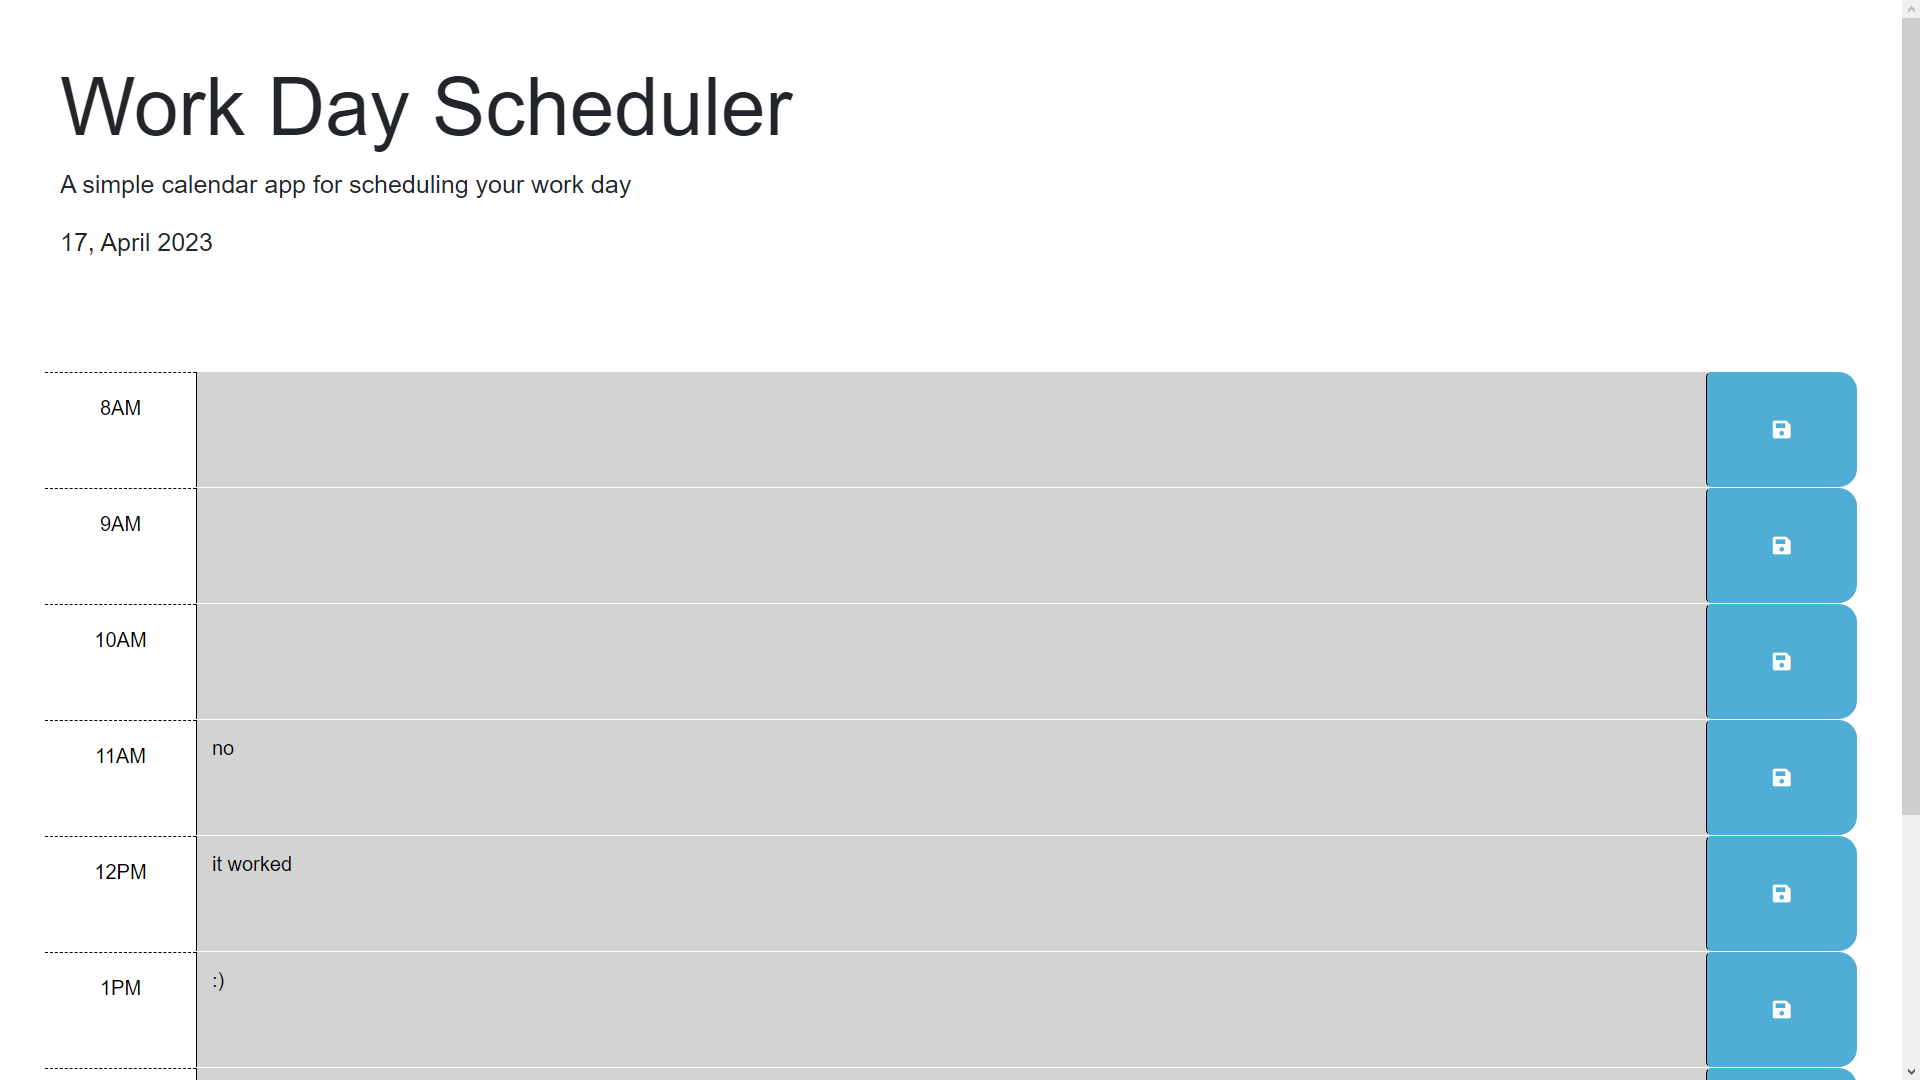 Work Day Scheduler
A simple calendar app for scheduling your work day
17, April 2023
8AM
9AM
10AM
11AM
no
12PM
it worked
1PM
:)